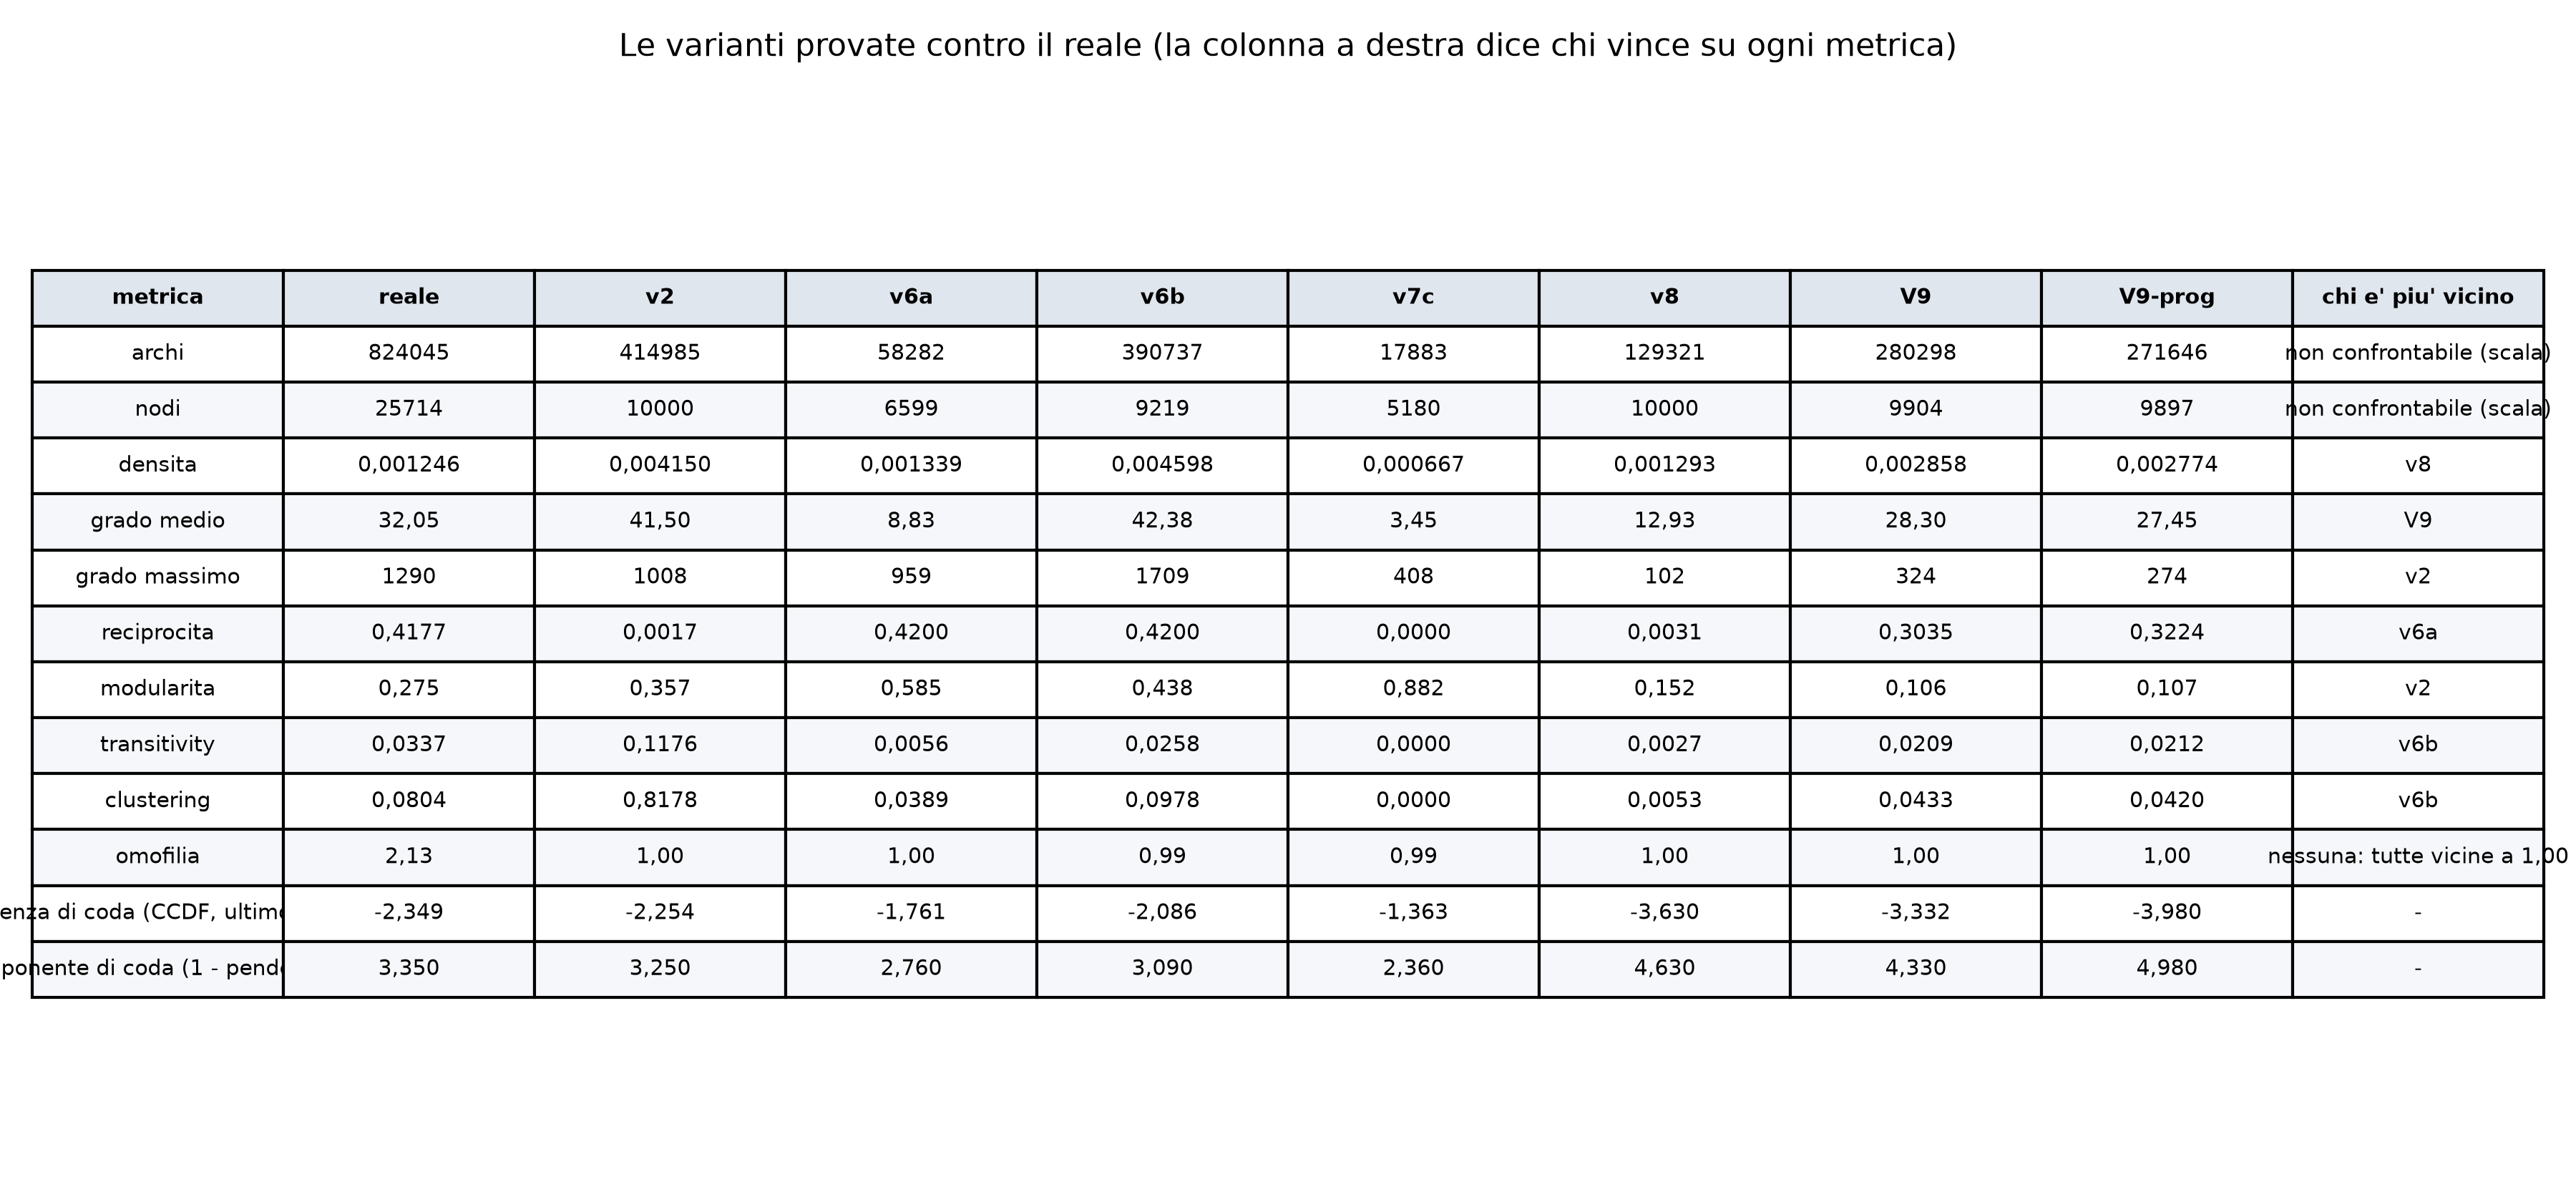 Le varianti provate contro il reale (la colonna a destra dice chi vince su ogni metrica)
metrica reale v2 v6a v6b v7c v8 V9 V9-prog chi e' piu' vicino
archi 824045 414985 58282 390737 17883 129321 280298 271646 non confrontabile (scala)
nodi 25714 10000 6599 9219 5180 10000 9904 9897 non confrontabile (scala)
densita 0,001246 0,004150 0,001339 0,004598 0,000667 0,001293 0,002858 0,002774 v8
grado medio 32,05 41,50 8,83 42,38 3,45 12,93 28,30 27,45 V9
grado massimo 1290 1008 959 1709 408 102 324 274 v2
reciprocita 0,4177 0,0017 0,4200 0,4200 0,0000 0,0031 0,3035 0,3224 v6a
modularita 0,275 0,357 0,585 0,438 0,882 0,152 0,106 0,107 v2
transitivity 0,0337 0,1176 0,0056 0,0258 0,0000 0,0027 0,0209 0,0212 v6b
clustering 0,0804 0,8178 0,0389 0,0978 0,0000 0,0053 0,0433 0,0420 v6b
omofilia 2,13 1,00 1,00 0,99 0,99 1,00 1,00 1,00 nessuna: tutte vicine a 1,00
enza di coda (CCDF, ultimo -2,349 -2,254 -1,761 -2,086 -1,363 -3,630 -3,332 -3,980 -
ponente di coda (1 - pend 3,350 3,250 2,760 3,090 2,360 4,630 4,330 4,980 -